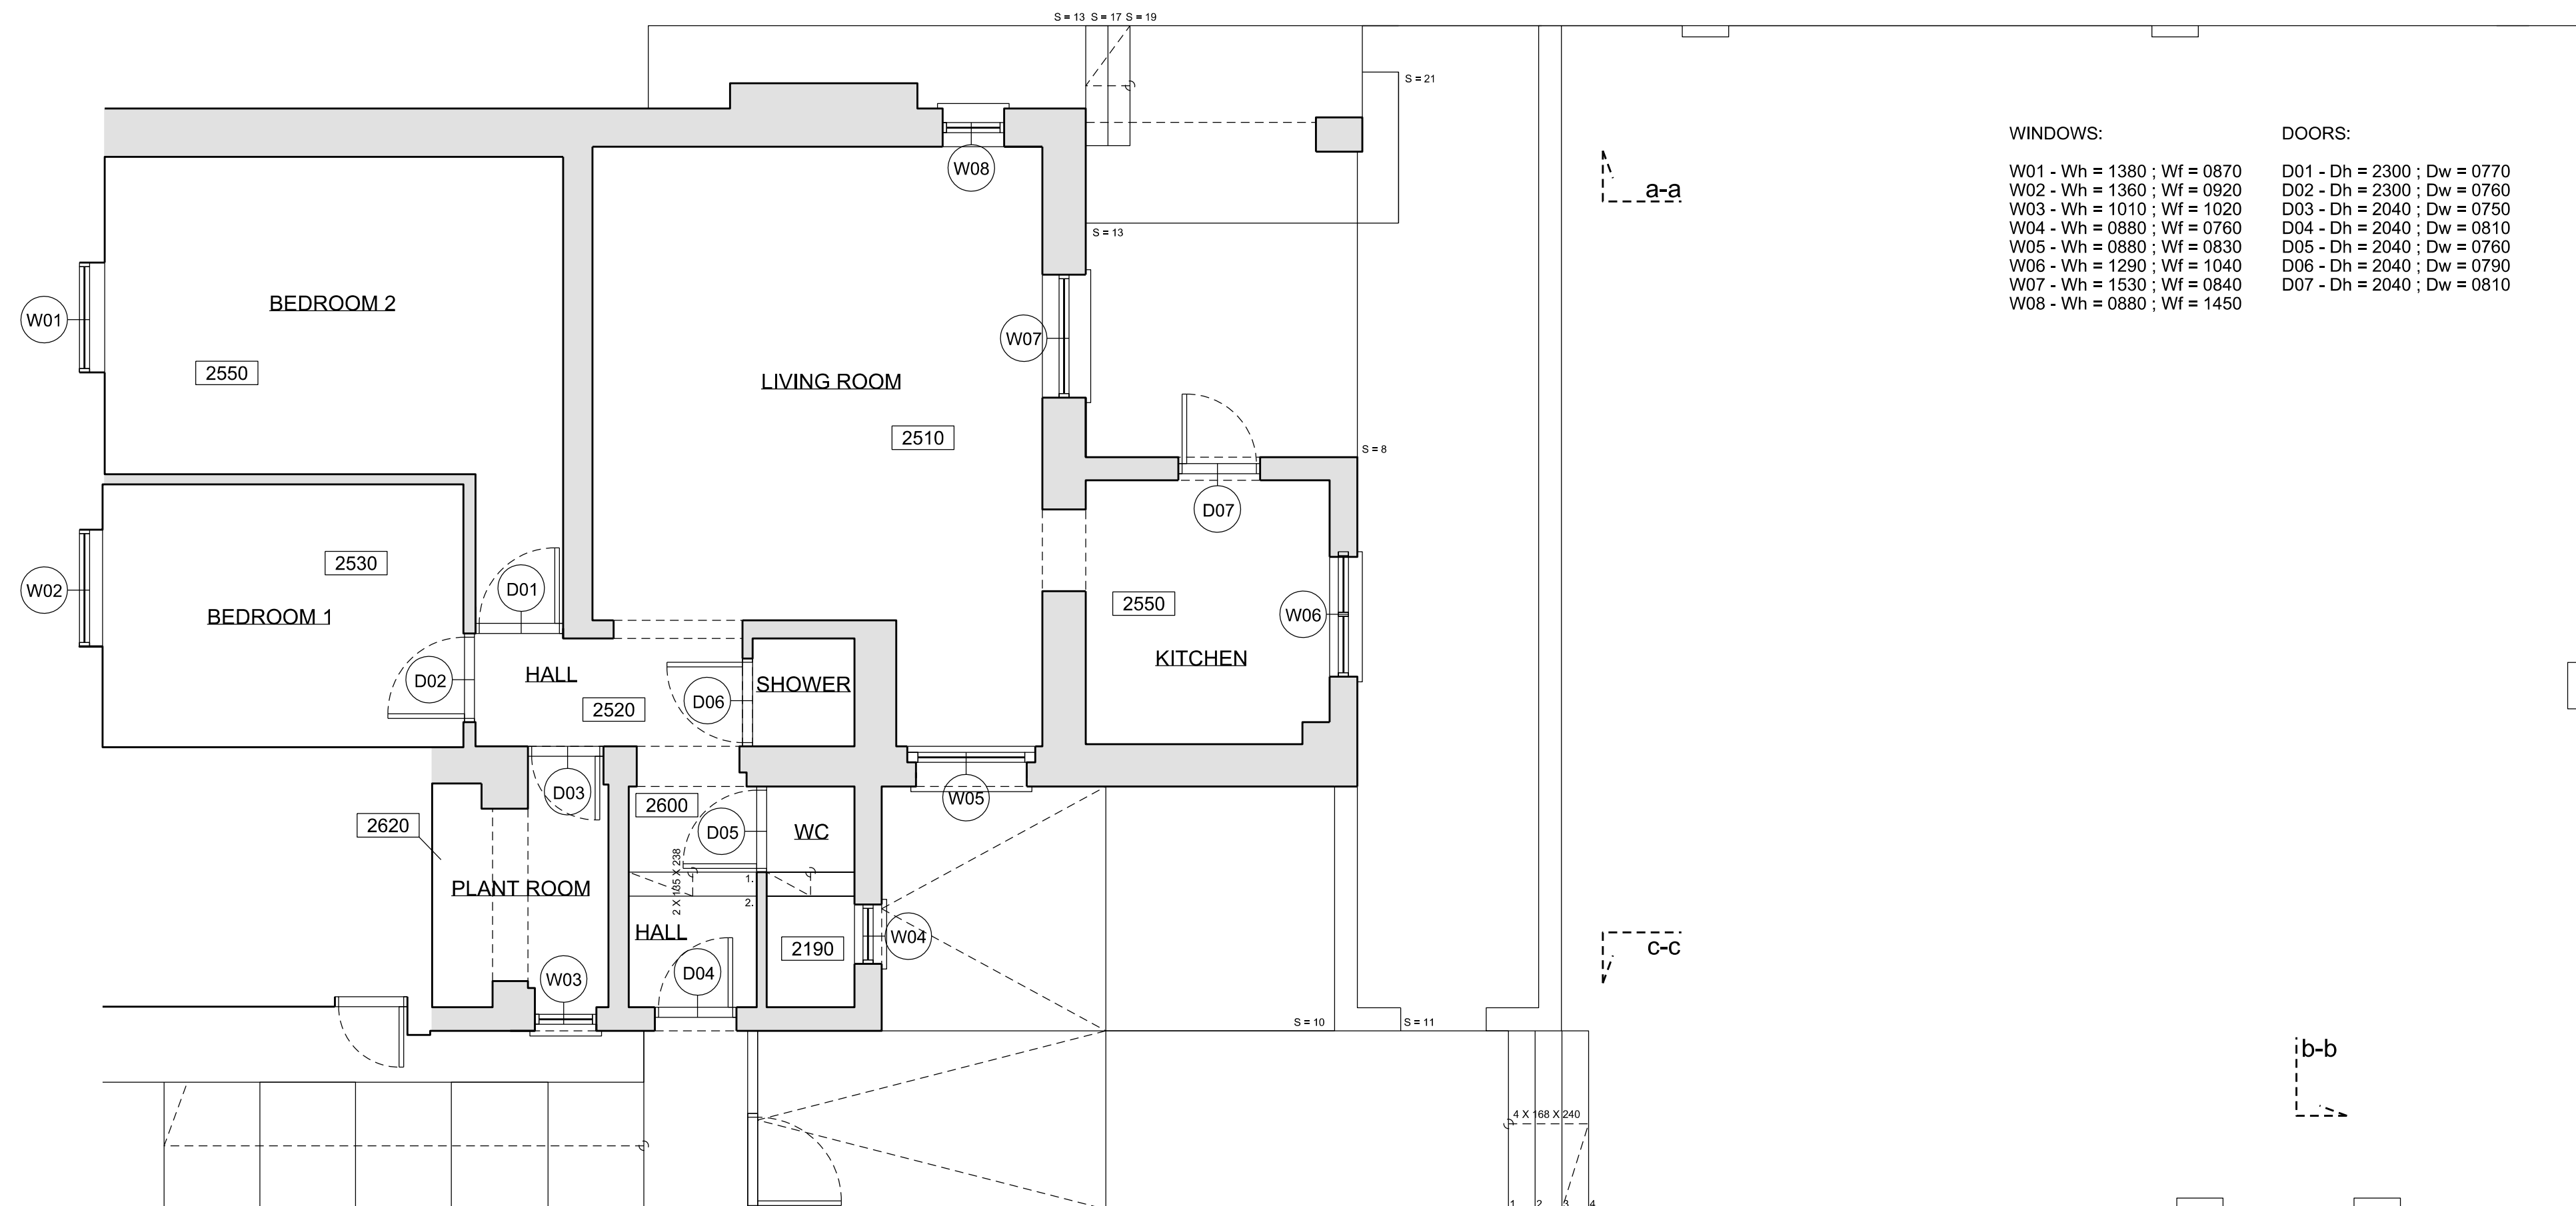 S = 13 S = 17 S = 19
S = 21
WINDOWS:
W01 - Wh = 1380 ; Wf = 0870
W02 - Wh = 1360 ; Wf = 0920
W03 - Wh = 1010 ; Wf = 1020
W04 - Wh = 0880 ; Wf = 0760
W05 - Wh = 0880 ; Wf = 0830
W06 - Wh = 1290 ; Wf = 1040
W07 - Wh = 1530 ; Wf = 0840
W08 - Wh = 0880 ; Wf = 1450
DOORS:
D01 - Dh = 2300 ; Dw = 0770
D02 - Dh = 2300 ; Dw = 0760
D03 - Dh = 2040 ; Dw = 0750
D04 - Dh = 2040 ; Dw = 0810
D05 - Dh = 2040 ; Dw = 0760
D06 - Dh = 2040 ; Dw = 0790
D07 - Dh = 2040 ; Dw = 0810
W08
a-a
S = 13
BEDROOM 2
W01
W07
2550
LIVING ROOM
2510
S = 8
D07
2530
W02
D01
BEDROOM 1
2550
W06
KITCHEN
HALL
D02
SHOWER
D06
2520
D03
2600
W05
2620
D05
WC
2 X 135 X 238
1.
PLANT ROOM
2.
HALL
W04
2190
c-c
D04
W03
S = 10
S = 11
b-b
4 X 168 X 240
1
2
3
4